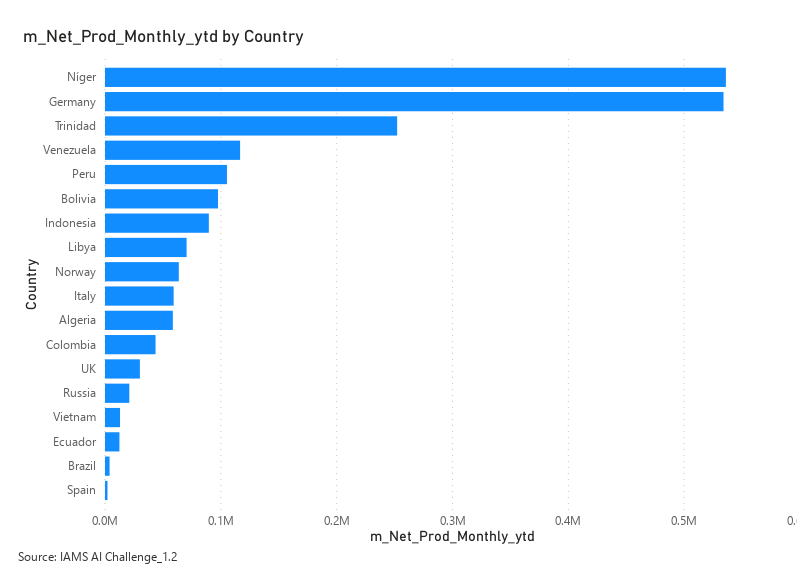 m_Net_Prod_Monthly_ytd by Country
Country
Niger
Germany
Trinidad
Venezuela
Peru
Bolivia
Indonesia
Libya
Norway
Italy
Algeria
Colombia
UK
Russia
Vietnam
Ecuador
Brazil
Spain
0.0M 0.1M 0.2M 0.3M 0.4M 0.5M
m_Net_Prod_Monthly_ytd
Source: IAMS AI Challenge_1.2